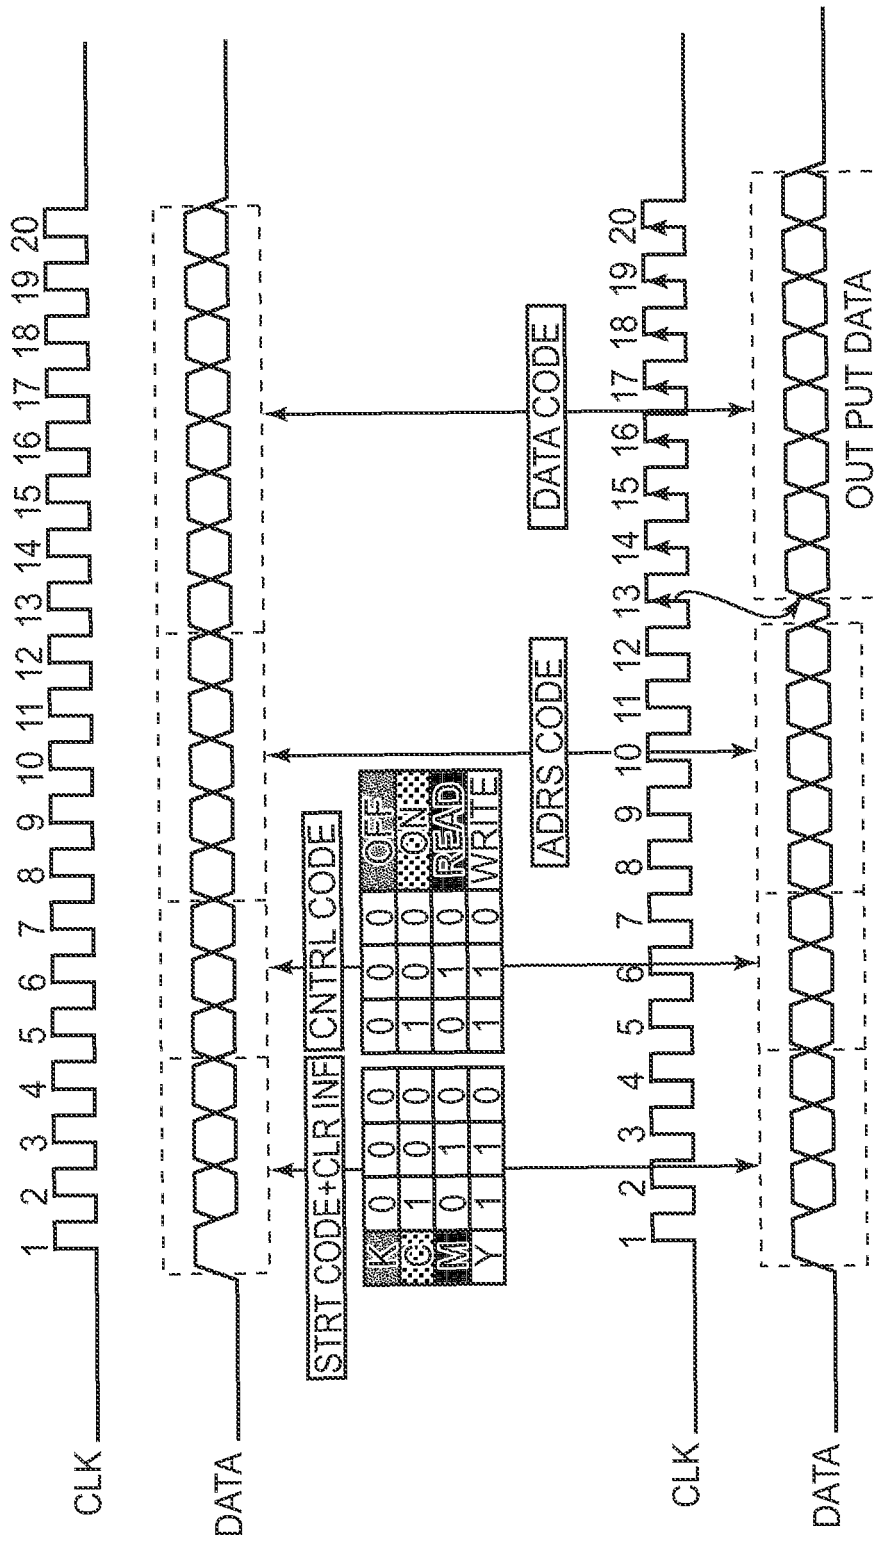 CLK
1 2 3 4 5 6 7 8 9 10 11 12 13 14 15 16 17 18 19 20
DATA
STRT CODE+CLR INF
CNTRL CODE
K 0 0 0
C 1 0 0
M 0 1 0
Y 1 1 0
0 0 0 OFF
1 0 0 ON
0 1 0 READ
1 1 0 WRITE
ADRS CODE
DATA CODE
CLK
1 2 3 4 5 6 7 8 9 10 11 12 13 14 15 16 17 18 19 20
DATA
OUT PUT DATA